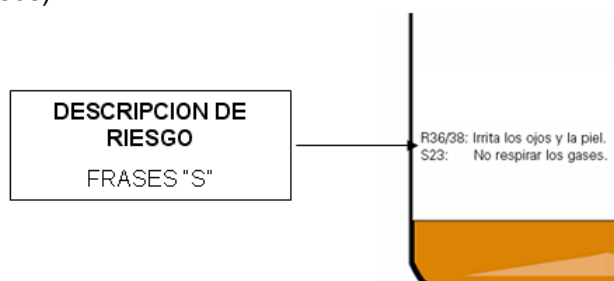 DESCRIPCION DE
RIESGO
FRASES "S"
R36/38: Irrita los ojos y la piel.
S23: No respirar los gases.